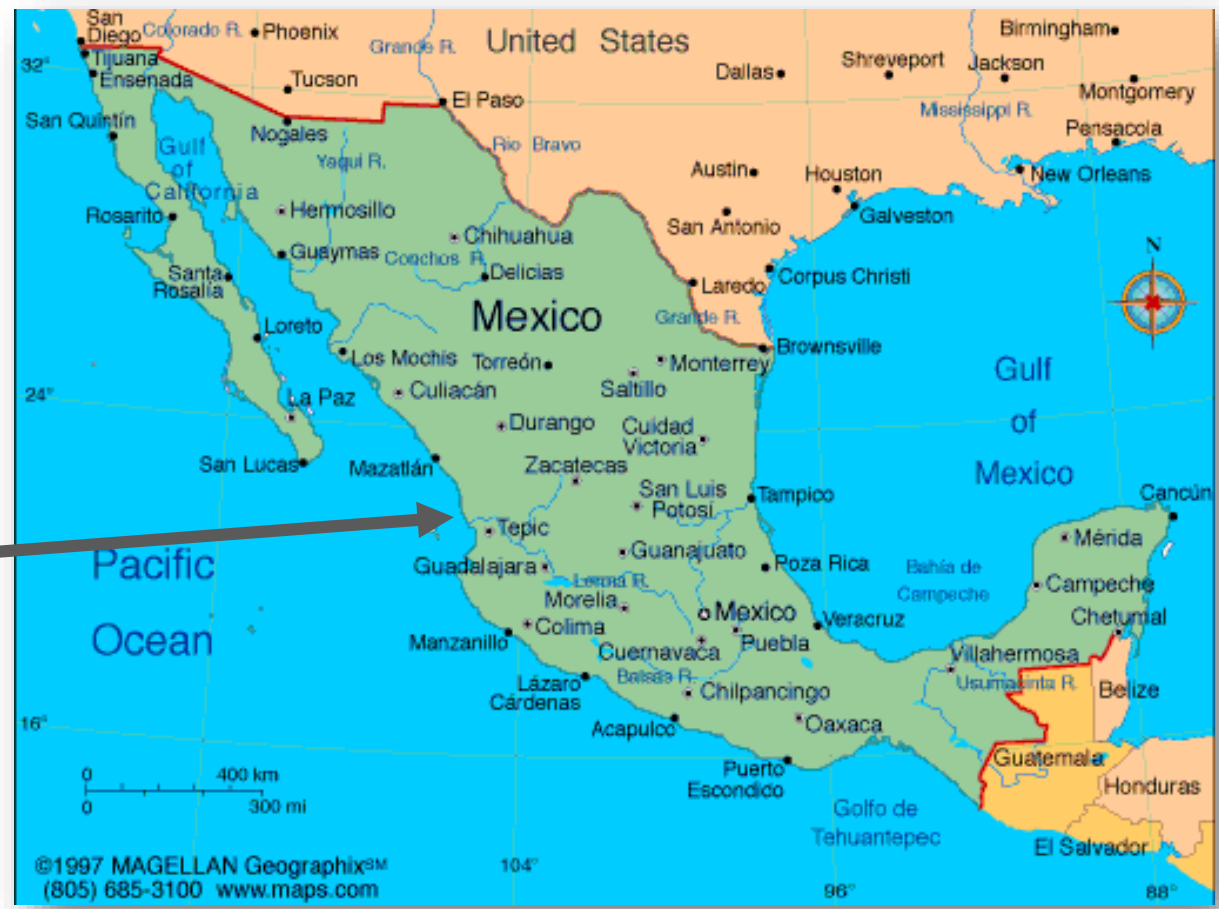 San
Diego
Colorado R.
Phoenix
Grande R.
United States
Birmingham
Tijuana
32°
Ensenada
Tucson
Dallas
Shreveport
Jackson
Montgomery
El Paso
Mississippi R.
San Quintín
Nogales
Pensacola
Gulf
of
California
Yaqui R.
Rio Bravo
Austin
Houston
New Orleans
Rosarito
Hermosillo
Chihuahua
San Antonio
Galveston
N
Guaymas
Conchos R.
Delicias
Santa
Rosalía
Laredo
Corpus Christi
Mexico
Grande R.
Loreto
Los Mochis
Torreón
Monterrey
Brownsville
Gulf
of
Mexico
24°
La Paz
Culiacán
Saltillo
Durango
Cuidad
Victoria
San Lucas
Mazatlán
Zacatecas
San Luis
Potosí
Tampico
Cancún
Tepic
Mérida
Pacific
Ocean
Guadalajara
Guanajuato
Poza Rica
Bahía de
Campeche
Campeche
Lerma R.
Morelia
Mexico
Veracruz
Chetumal
Manzanillo
Colima
Cuernavaca
Puebla
Villahermosa
Balsas R.
Usumacinta R.
Belize
Lázaro
Cárdenas
Chilpancingo
16°
Acapulco
Oaxaca
Guatemala
Puerto
Escondido
Honduras
0 400 km
0 300 mi
Golfo de
Tehuantepec
El Salvador
©1997 MAGELLAN Geographix℠
(805) 685-3100 www.maps.com
104°
96°
88°